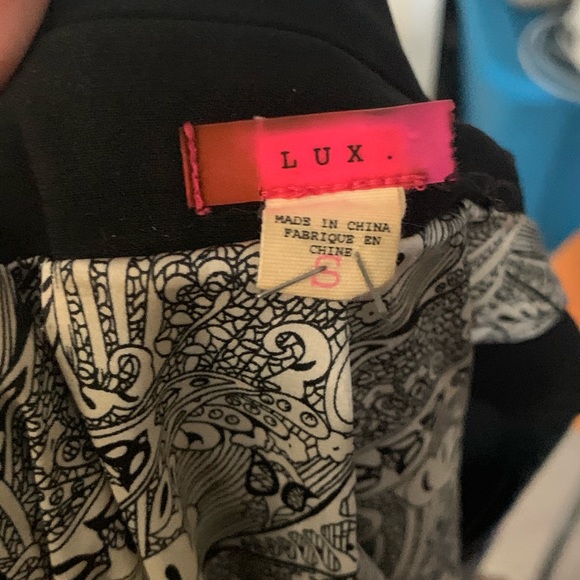 LUX.
MADE IN CHINA
FABRIQUE EN
CHINE
S